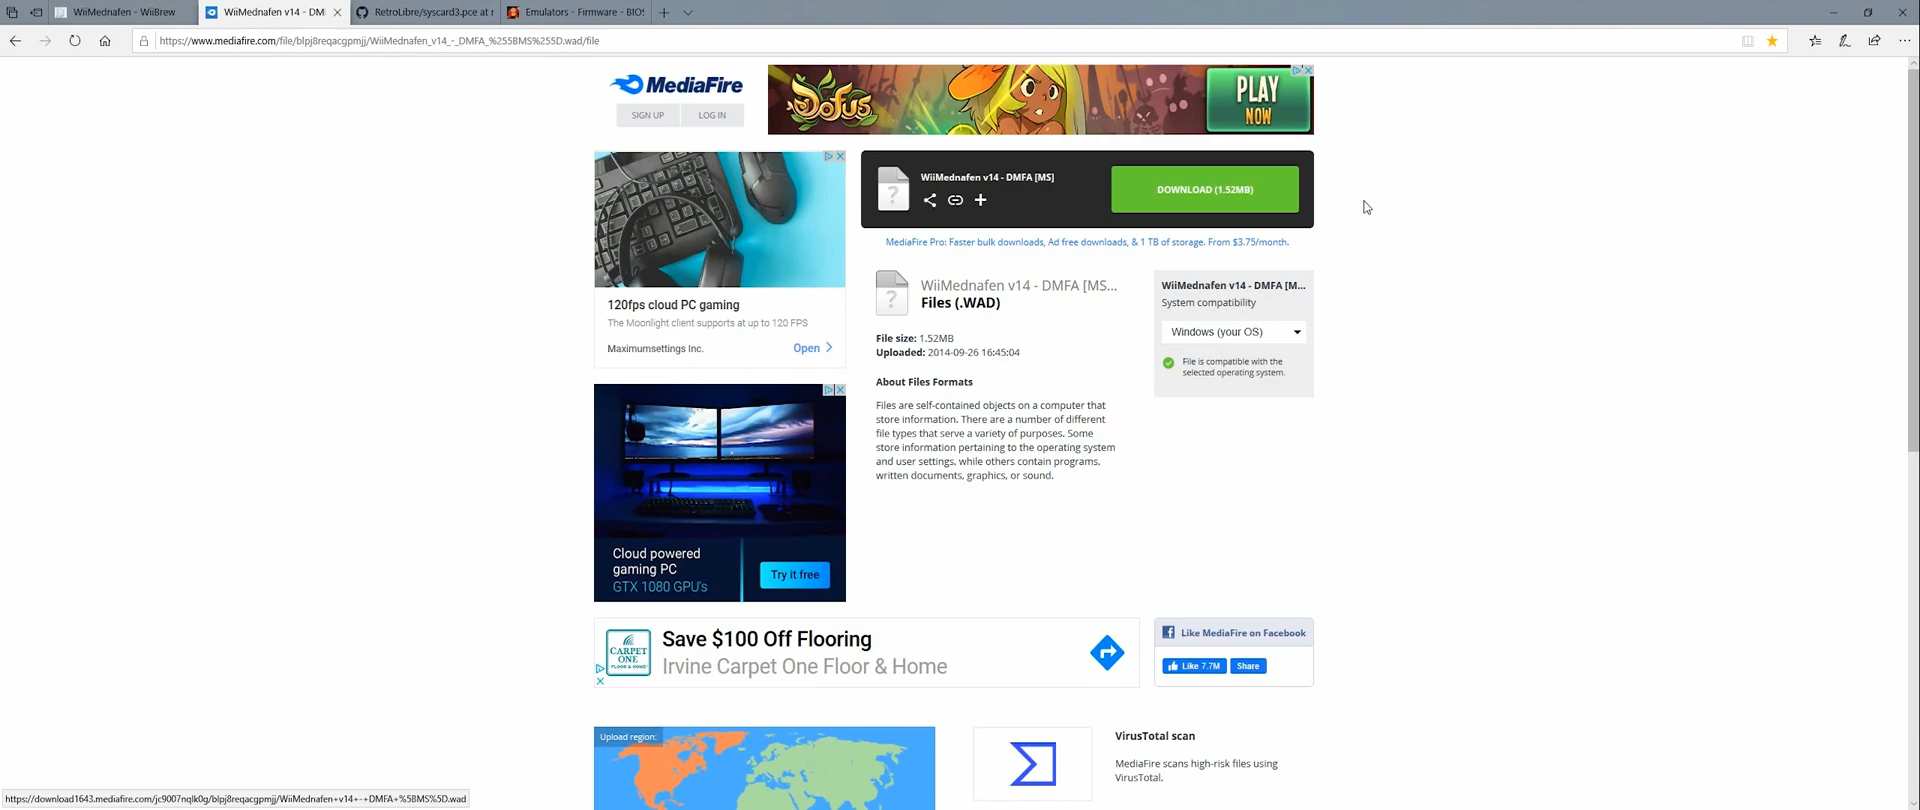 WiiMednafen - WiiBrew
WiiMednafen v14 - DM
RetroLibre/syscard3.pce at
Emulators - Firmware - BIOS
https://www.mediafire.com/file/blpj8reqacgpmjj/WiiMednafen_v14_-_DMFA_%255BMS%255D.wad/file
MediaFire
SIGN UP
LOG IN
DOFUS
PLAY
NOW
WiiMednafen v14 - DMFA [MS]
DOWNLOAD (1.52MB)
MediaFire Pro: Faster bulk downloads, Ad free downloads, & 1 TB of storage. From $3.75/month.
120fps cloud PC gaming
The Moonlight client supports at up to 120 FPS
Maximumsettings Inc.
Open
WiiMednafen v14 - DMFA [MS...
Files (.WAD)
File size: 1.52MB
Uploaded: 2014-09-26 16:45:04
About Files Formats
Files are self-contained objects on a computer that
store information. There are a number of different
file types that serve a variety of purposes. Some
store information pertaining to the operating system
and user settings, while others contain programs,
written documents, graphics, or sound.
WiiMednafen v14 - DMFA [M...
System compatibility
Windows (your OS)
File is compatible with the
selected operating system.
Cloud powered
gaming PC
GTX 1080 GPU's
Try it free
CARPET
ONE
FLOOR & HOME
Save $100 Off Flooring
Irvine Carpet One Floor & Home
Like MediaFire on Facebook
Like 7.7M
Share
Upload region:
VirusTotal scan
MediaFire scans high-risk files using
VirusTotal.
https://download1643.mediafire.com/jc9007nqlk0g/blpj8reqacgpmjj/WiiMednafen+v14+-+DMFA+%5BMS%5D.wad